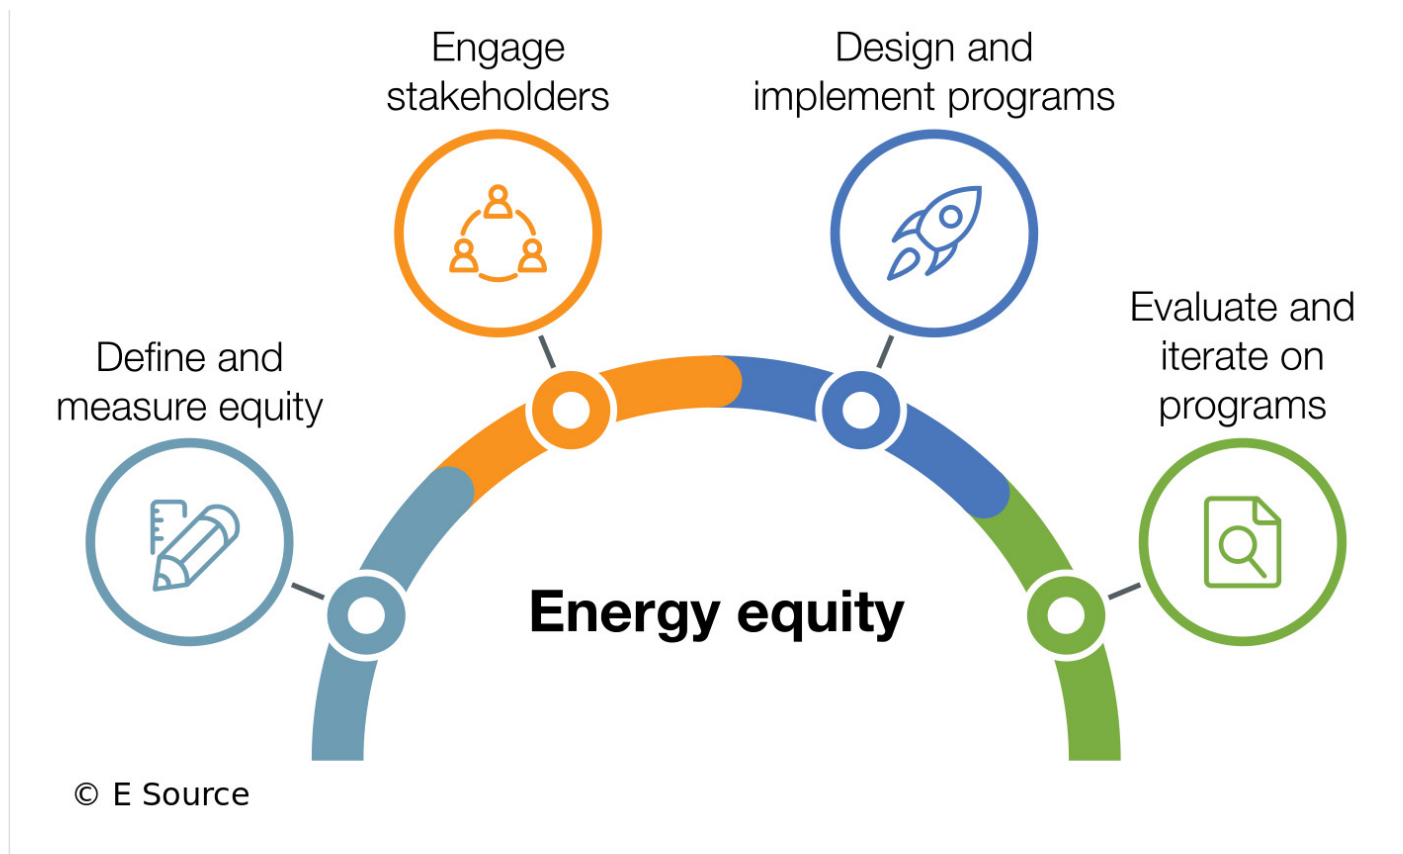 Engage
stakeholders
Design and
implement programs
Define and
measure equity
Evaluate and
iterate on
programs
Energy equity
© E Source